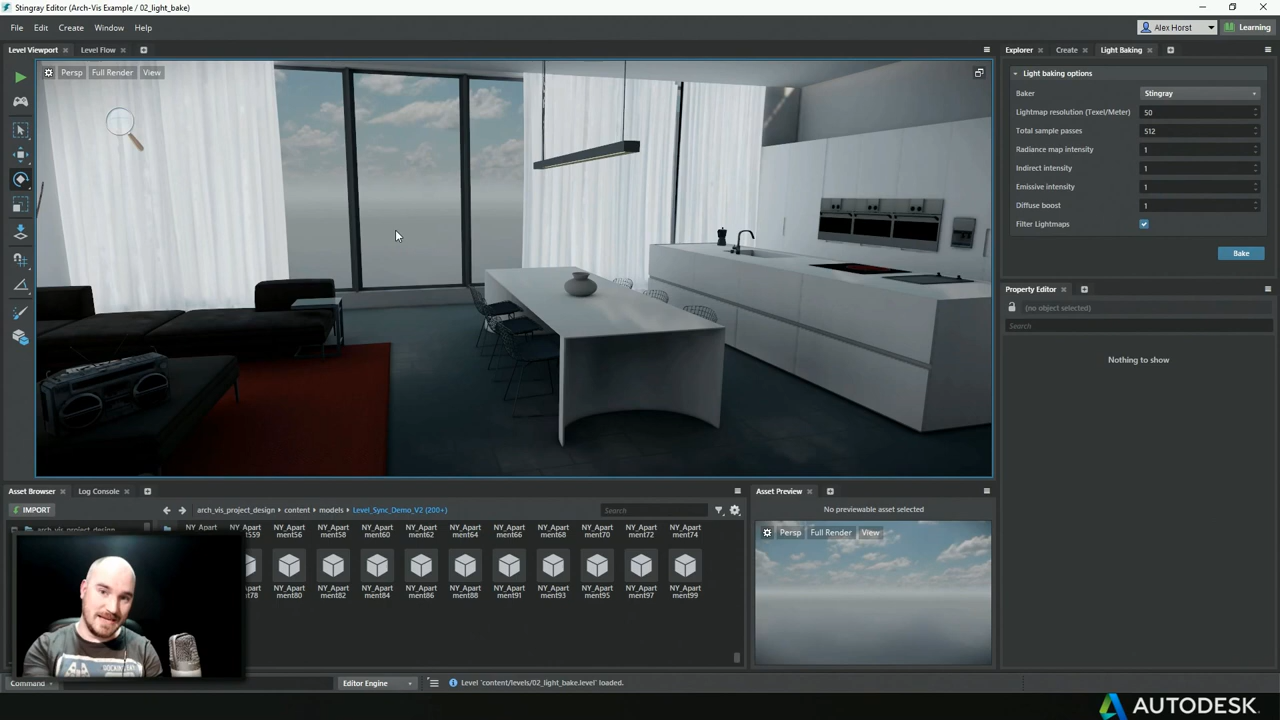 Stingray Editor (Arch-Vis Example / 02_light_bake)
File Edit Create Window Help
Alex Horst
Learning
Level Viewport
Level Flow
Explorer
Create
Light Baking
Persp
Full Render
View
Light baking options
Baker
Stingray
Lightmap resolution (Texel/Meter)
50
Total sample passes
512
Radiance map intensity
1
Indirect intensity
1
Emissive intensity
1
Diffuse boost
1
Filter Lightmaps
Bake
Property Editor
(no object selected)
Search
Nothing to show
Asset Browser
Log Console
Asset Preview
IMPORT
arch_vis_project_design
content
models
Level_Sync_Demo_V2 (200+)
Search
No previewable asset selected
arch_vis_project_design
NY_Apart NY_Apart NY_Apart NY_Apart NY_Apart NY_Apart NY_Apart NY_Apart NY_Apart NY_Apart NY_Apart
ment56 ment58 ment60 ment62 ment64 ment66 ment68 ment70 ment72 ment74
NY_Apart NY_Apart NY_Apart NY_Apart NY_Apart NY_Apart NY_Apart NY_Apart NY_Apart NY_Apart
ment80 ment82 ment84 ment86 ment88 ment91 ment93 ment95 ment97 ment99
Persp
Full Render
View
Command
Editor Engine
Level 'content/levels/02_light_bake.level' loaded.
AUTODESK.